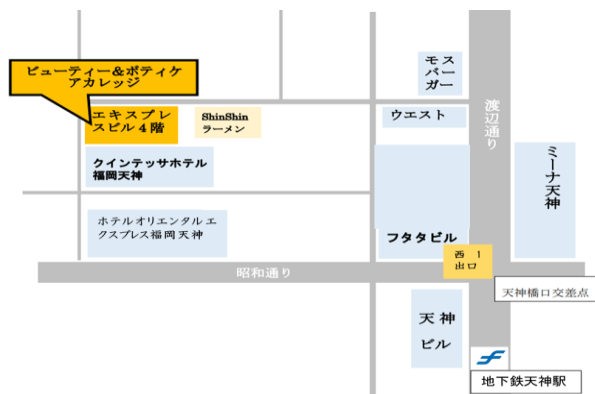 ビューティー＆ボディケ
アカレッジ
エキスプレ
スビル４階
ShinShin
ラーメン
モス
バー
ガー
ウエスト
渡辺通り
ミーナ天神
クインテッサホテル
福岡天神
ホテルオリエンタルエ
クスプレス福岡天神
フタタビル
西 1
出口
昭和通り
天神橋口交差点
天神
ビル
地下鉄天神駅